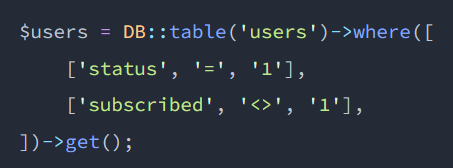 $users = DB::table('users')->where([
    ['status', '=', '1'],
    ['subscribed', '<>', '1'],
])->get();